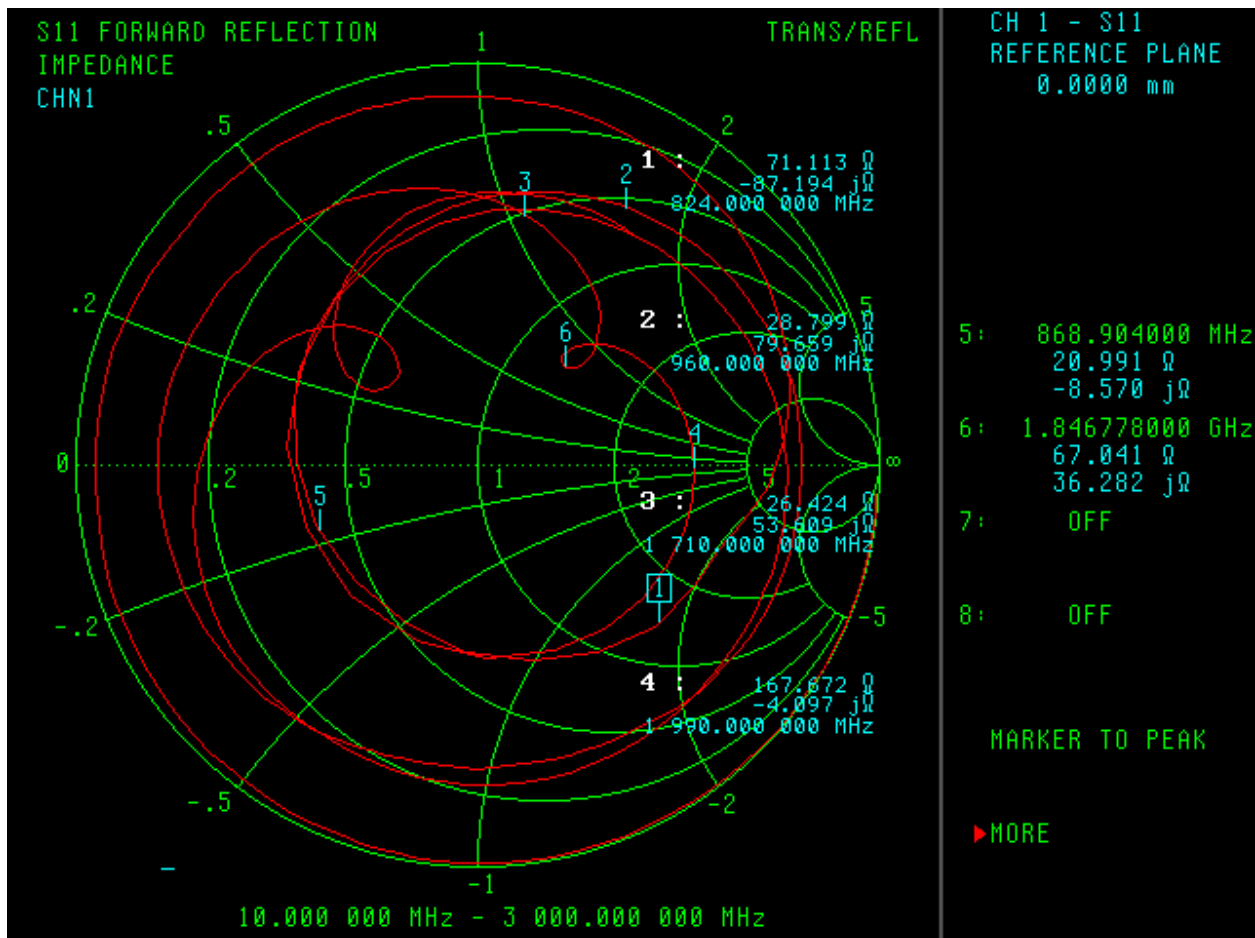 S11 FORWARD REFLECTION
IMPEDANCE
CHN1
TRANS/REFL
1
.5
2
.2
5
0
∞
.2
.5
1
2
5
-.2
-5
-.5
-2
-1
3
2
6
4
5
1
1 :
71.113 Ω
-87.194 jΩ
824.000 000 MHz
2 :
28.799 Ω
79.659 jΩ
960.000 000 MHz
3 :
26.424 Ω
53.609 jΩ
1 710.000 000 MHz
4 :
167.672 Ω
-4.097 jΩ
1 990.000 000 MHz
10.000 000 MHz - 3 000.000 000 MHz
CH 1 - S11
REFERENCE PLANE
0.0000 mm
5: 868.904000 MHz
20.991 Ω
-8.570 jΩ
6: 1.846778000 GHz
67.041 Ω
36.282 jΩ
7: OFF
8: OFF
MARKER TO PEAK
MORE